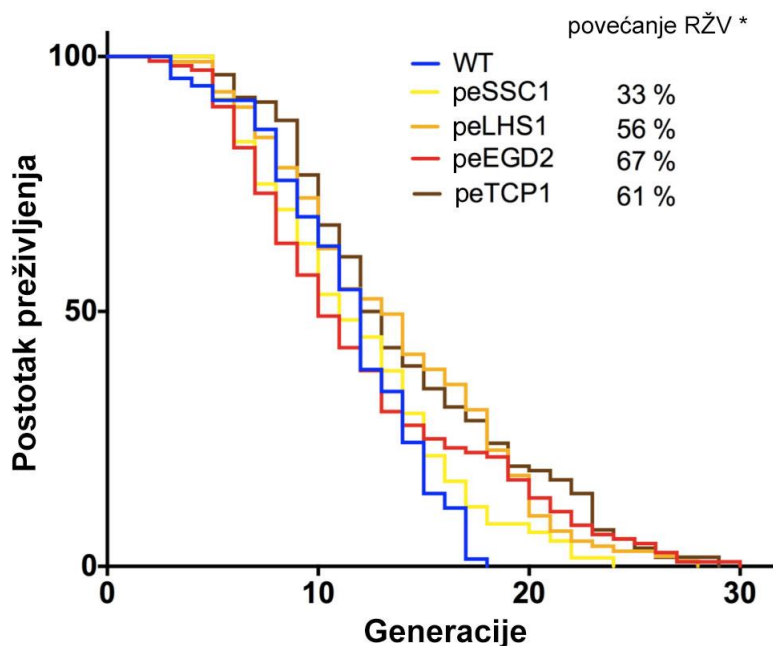 povećanje RŽV *
WT
peSSC1 33 %
peLHS1 56 %
peEGD2 67 %
peTCP1 61 %
100
50
0
Postotak preživljenja
0 10 20 30
Generacije